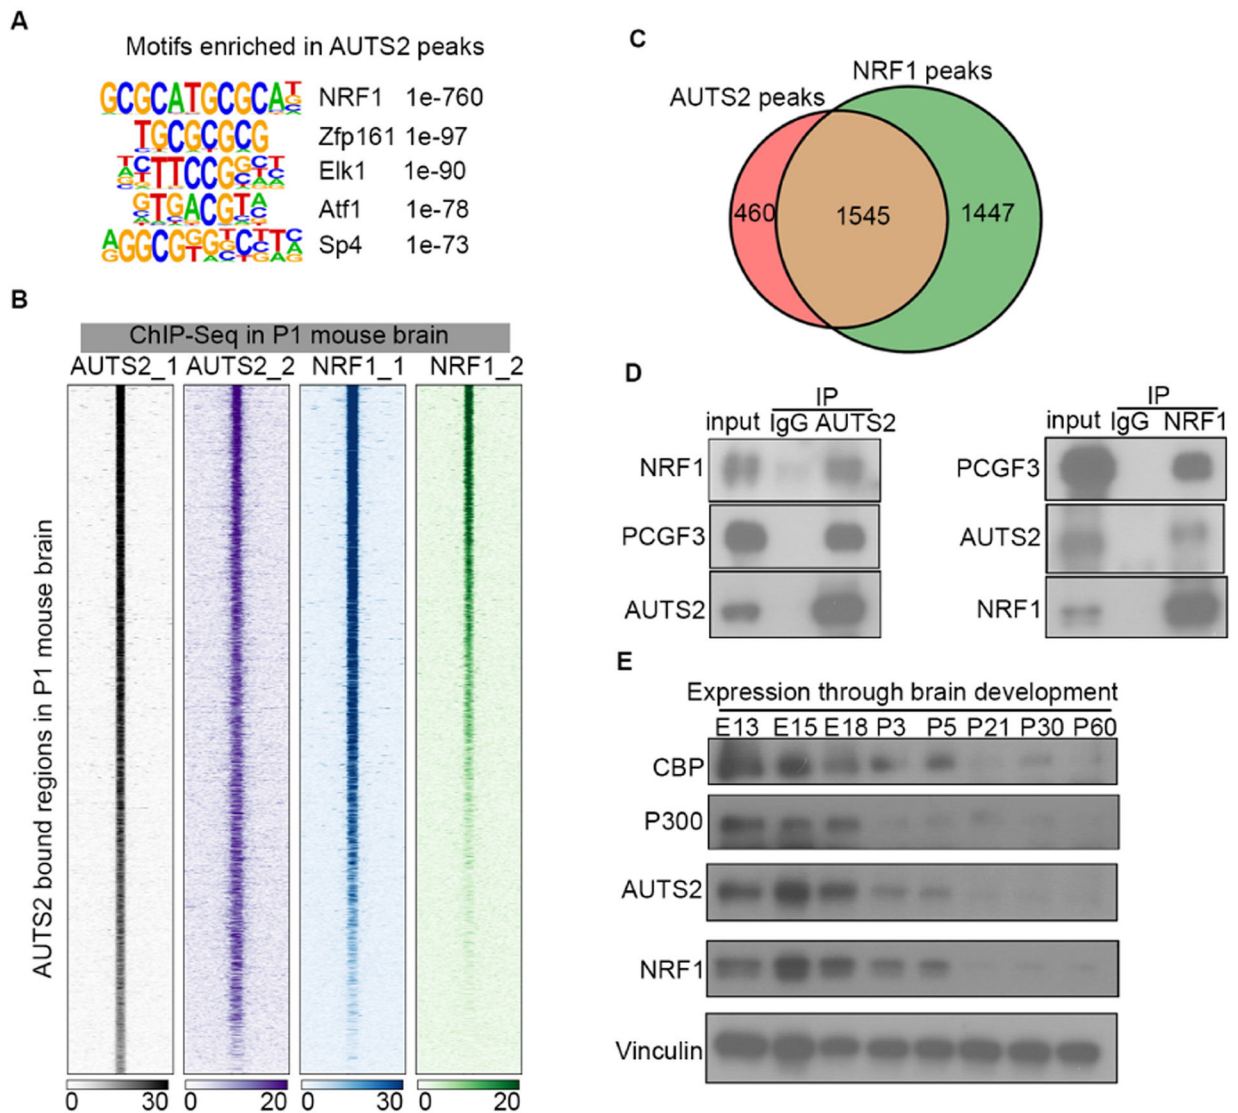 A
Motifs enriched in AUTS2 peaks
GCGCATGCGCAT NRF1 1e-760
TGCGCGCG Zfp161 1e-97
Elk1 1e-90
Atf1 1e-78
Sp4 1e-73
B
ChIP-Seq in P1 mouse brain
AUTS2_1 AUTS2_2 NRF1_1 NRF1_2
AUTS2 bound regions in P1 mouse brain
0 30 0 20 0 30 0 20
C
NRF1 peaks
AUTS2 peaks
460 1545 1447
D
IP
input IgG AUTS2
NRF1
PCGF3
AUTS2
IP
input IgG NRF1
PCGF3
AUTS2
NRF1
E
Expression through brain development
E13 E15 E18 P3 P5 P21 P30 P60
CBP
P300
AUTS2
NRF1
Vinculin